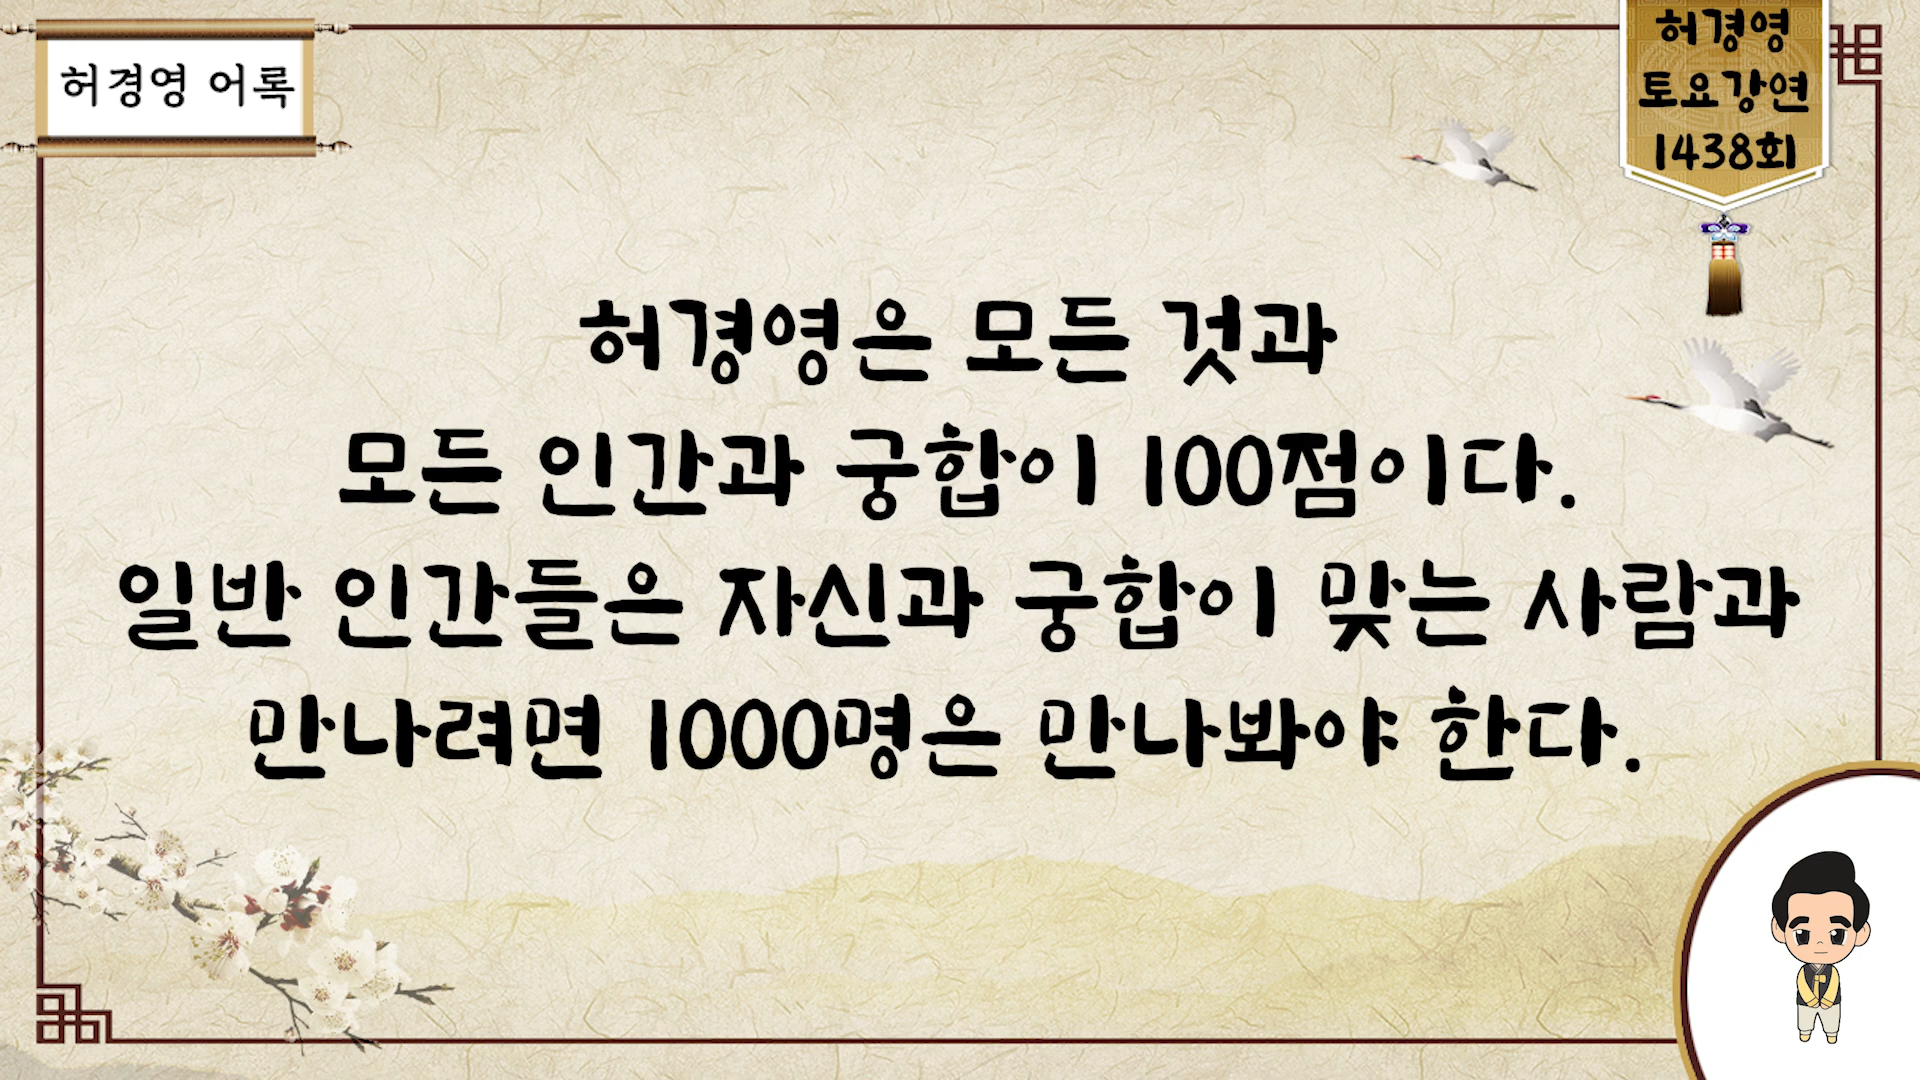 허경영 어록
허경영
토요강연
1438회
허경영은 모든 것과
모든 인간과 궁합이 100점이다.
일반 인간들은 자신과 궁합이 맞는 사람과
만나려면 1000명은 만나봐야 한다.